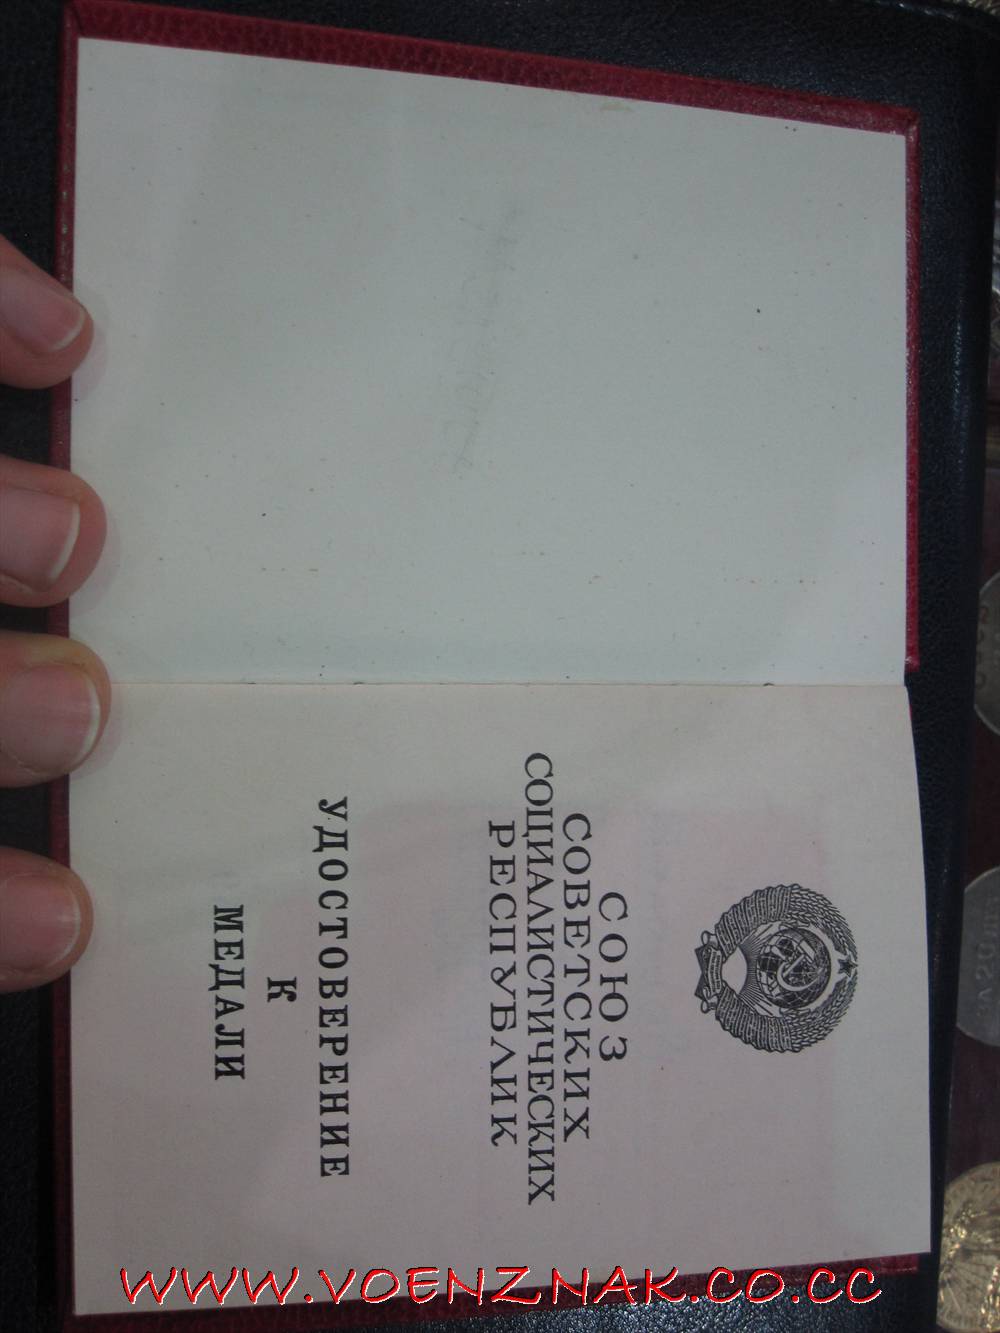 СОЮЗ
СОВЕТСКИХ
СОЦИАЛИСТИЧЕСКИХ
РЕСПУБЛИК
УДОСТОВЕРЕНИЕ
К
МЕДАЛИ
WWW.VOENZNAK.CO.CC